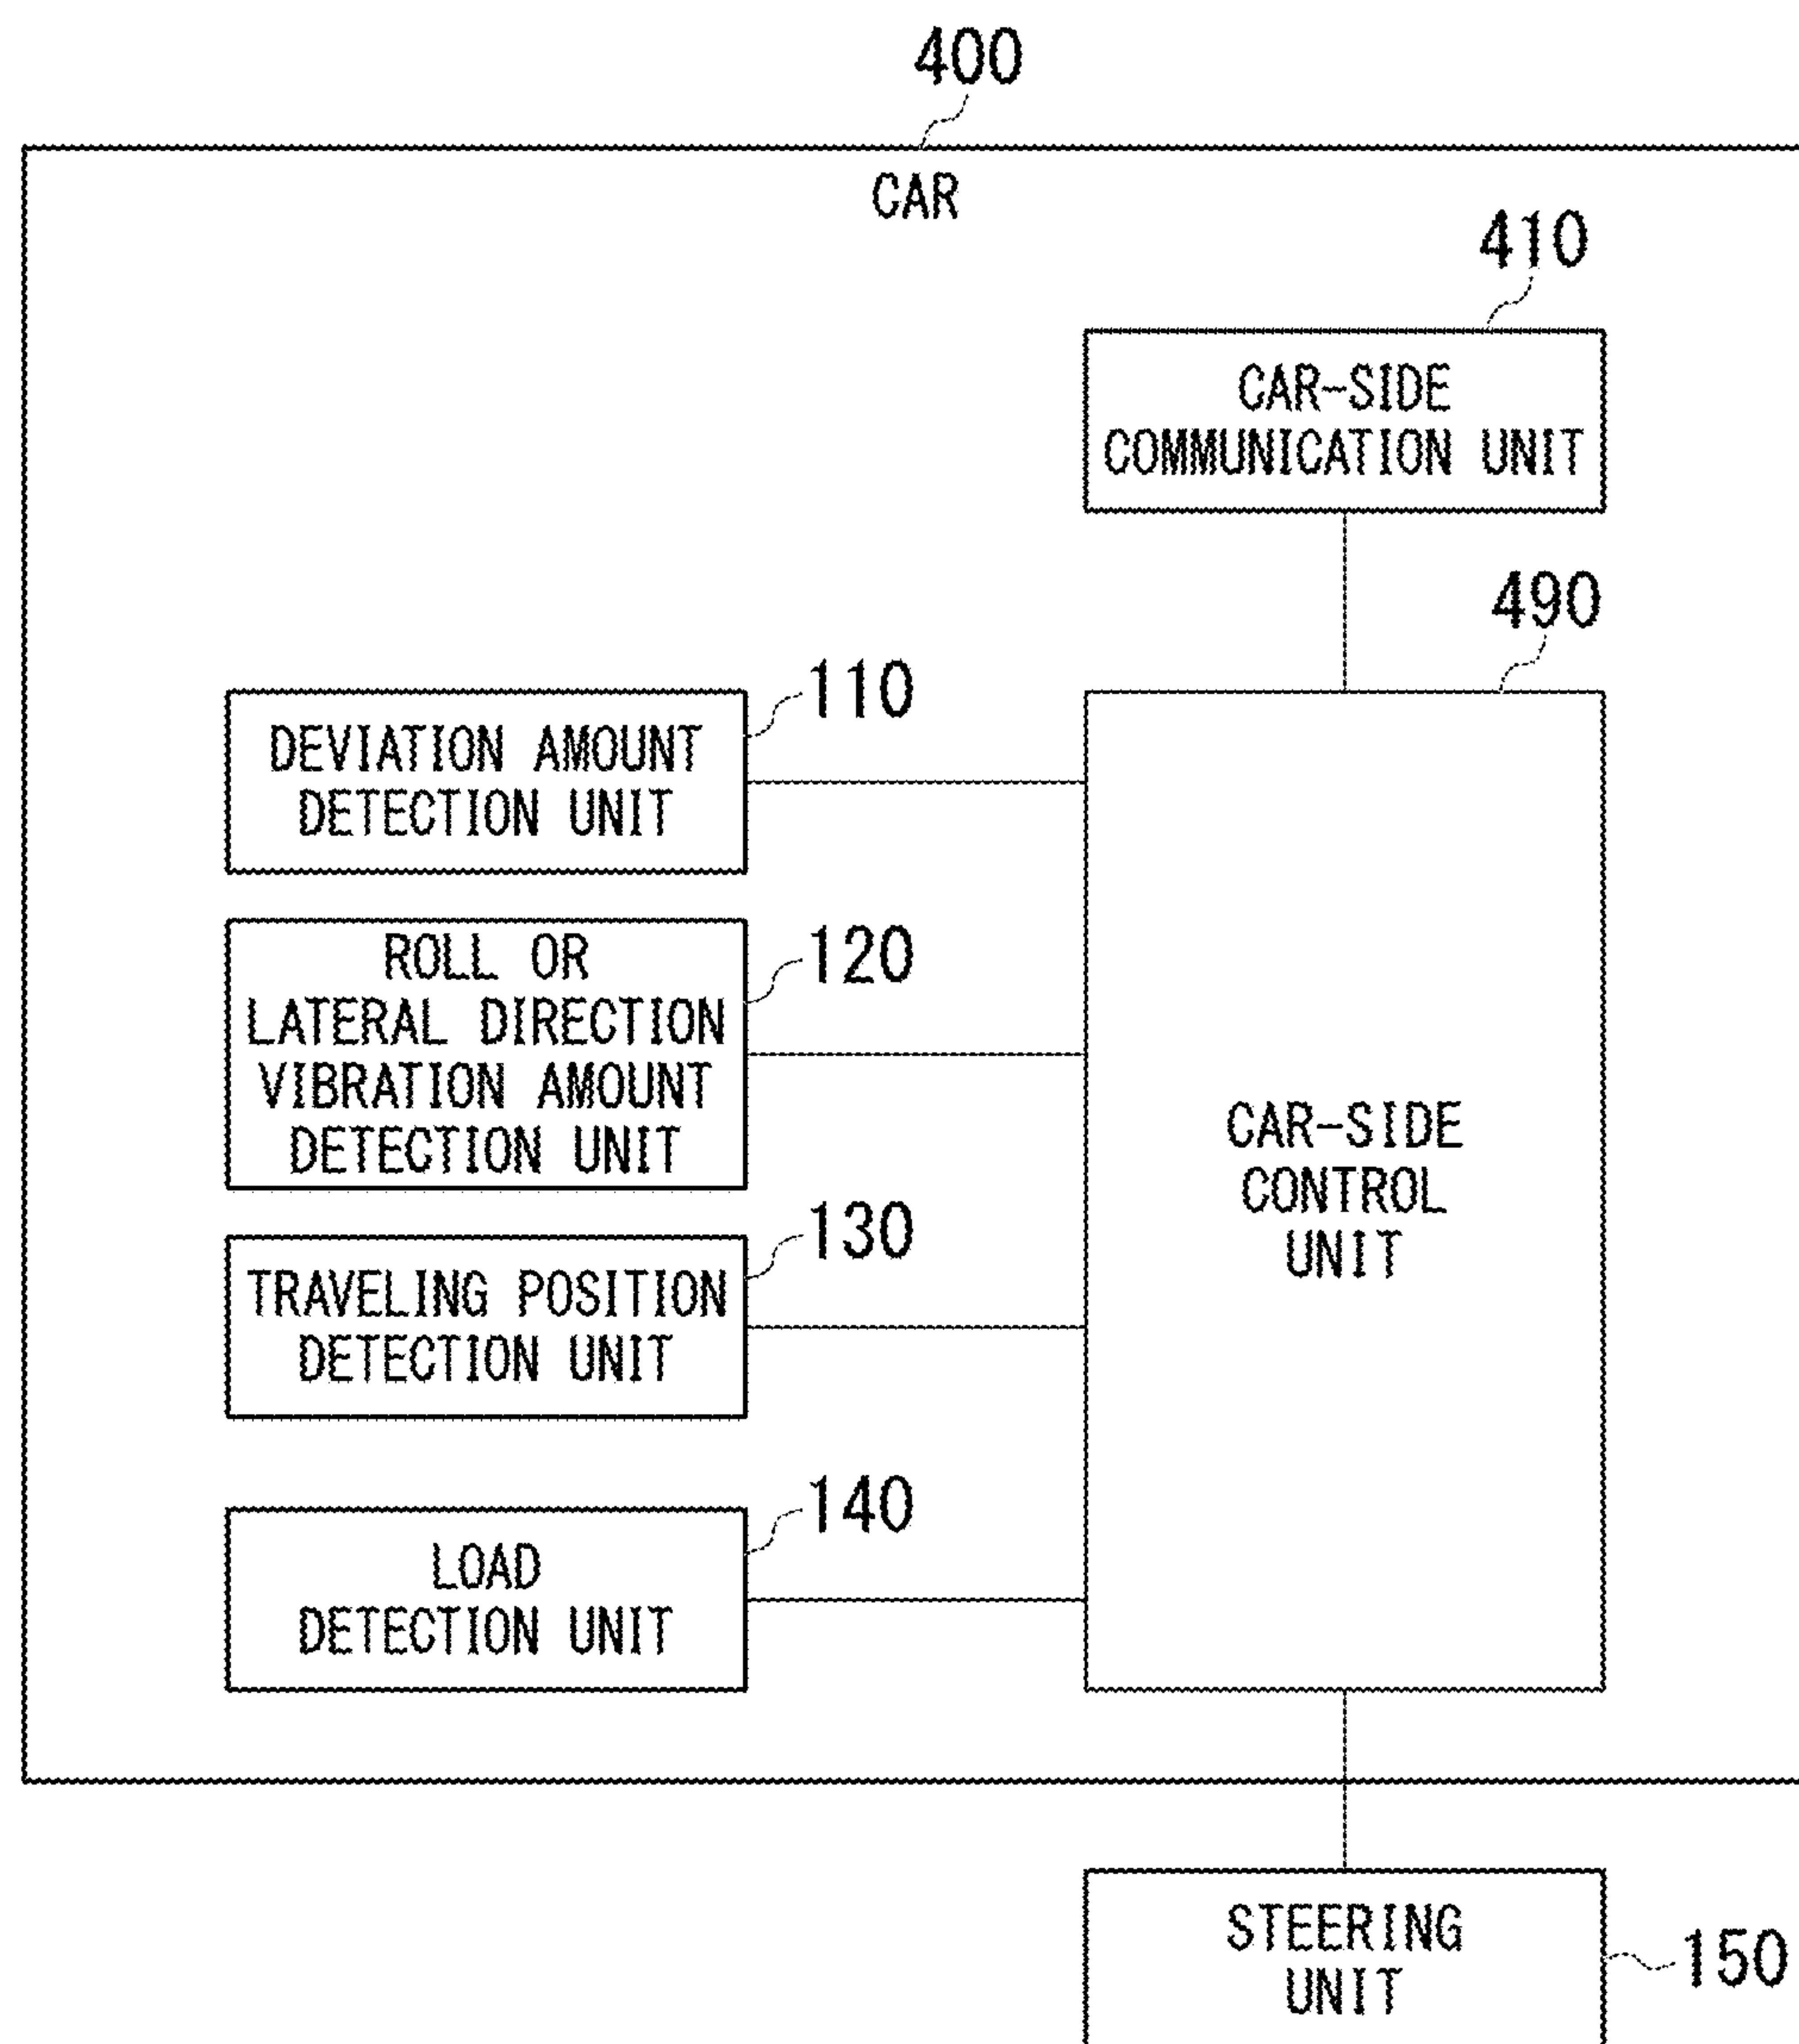 400
CAR
410
CAR-SIDE
COMMUNICATION UNIT
490
110
DEVIATION AMOUNT
DETECTION UNIT
120
ROLL OR
LATERAL DIRECTION
VIBRATION AMOUNT
DETECTION UNIT
CAR-SIDE
CONTROL
UNIT
130
TRAVELING POSITION
DETECTION UNIT
140
LOAD
DETECTION UNIT
STEERING
UNIT
150